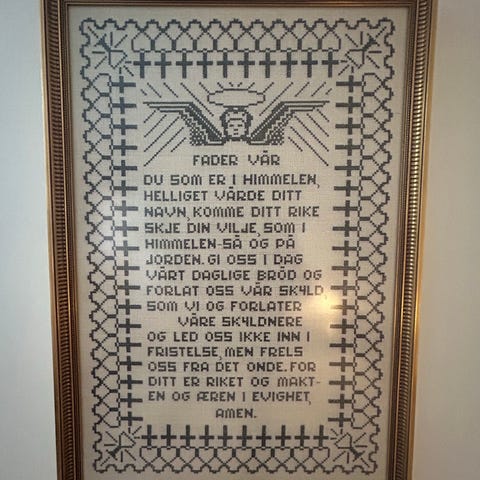 FADER VÅR
DU SOM ER I HIMMELEN,
HELLIGET VÅRDE DITT
NAVN, KOMME DITT RIKE
SKJE DIN VILJE, SOM I
HIMMELEN-SÅ OG PÅ
JORDEN. GI OSS I DAG
VÅRT DAGLIGE BRÖD OG
FORLAT OSS VÅR SKYLD,
SOM VI OG FORLATER
VÅRE SKYLDNERE
OG LED OSS IKKE INN I
FRISTELSE, MEN FRELS
OSS FRA DET ONDE. FOR
DITT ER RIKET OG MAKT-
EN OG ÆREN I EVIGHET,
AMEN.